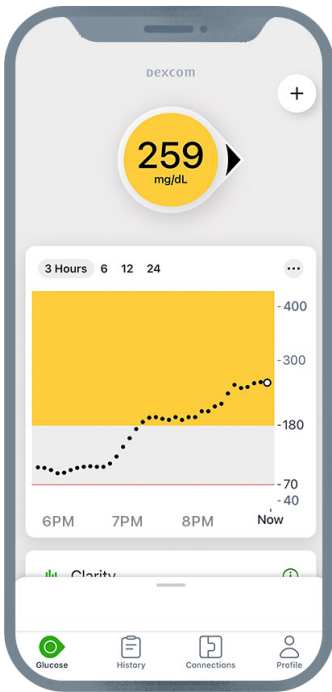 Dexcom
+
259
mg/dL
3 Hours 6 12 24
400
300
180
70
40
6PM 7PM 8PM Now
Clarity
Glucose History Connections Profile